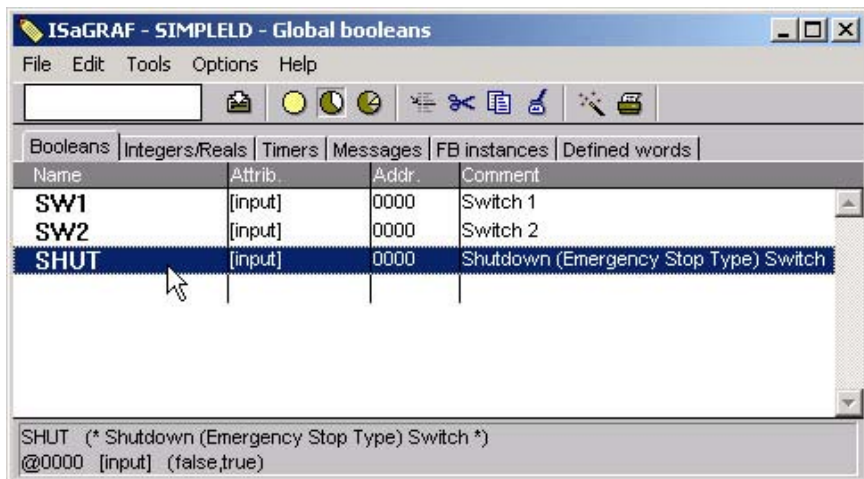 ISaGRAF - SIMPLELD - Global booleans
File Edit Tools Options Help
Booleans Integers/Reals Timers Messages FB instances Defined words
Name Attrib. Addr. Comment
SW1 [input] 0000 Switch 1
SW2 [input] 0000 Switch 2
SHUT [input] 0000 Shutdown (Emergency Stop Type) Switch
SHUT (* Shutdown (Emergency Stop Type) Switch *)
@0000 [input] (false,true)